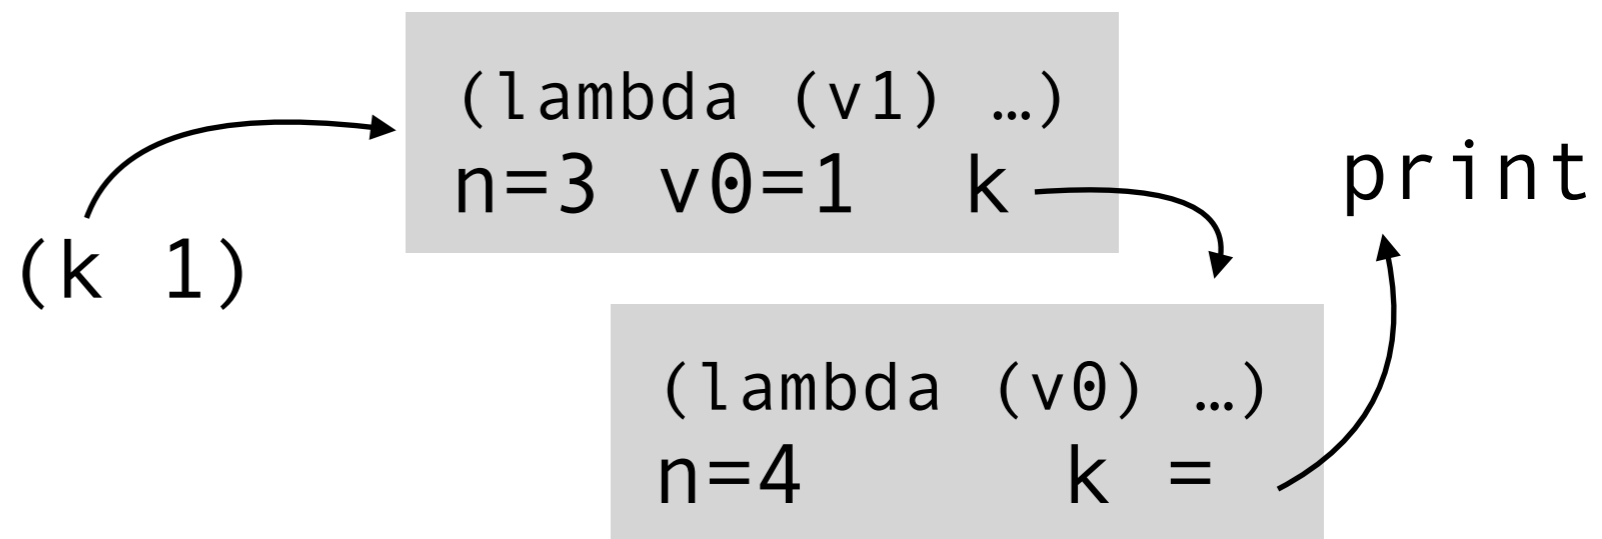 (lambda (v1) …)
n=3 v0=1 k
print
(k 1)
(lambda (v0) …)
n=4 k =